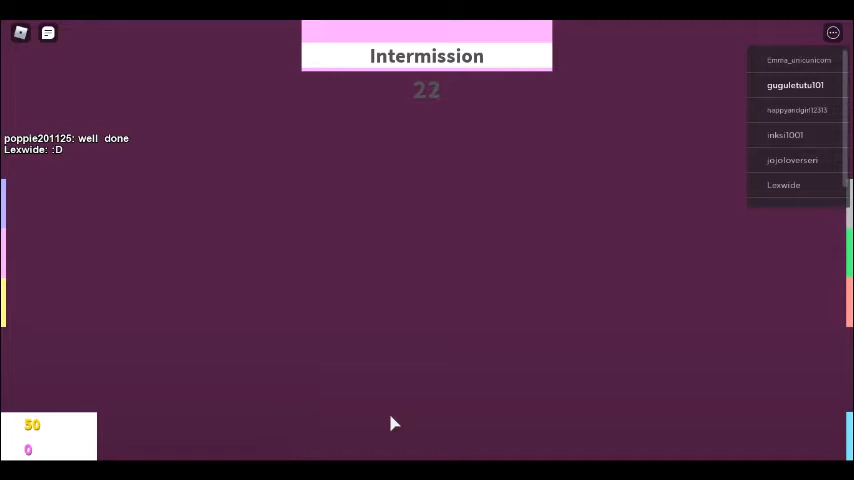 Intermission
22
Emma_unicunicorn
guguletutu101
happyandgirl12313
inksi1001
jojoloverseri
Lexwide
poppie201125: well done
Lexwide: :D
50
0